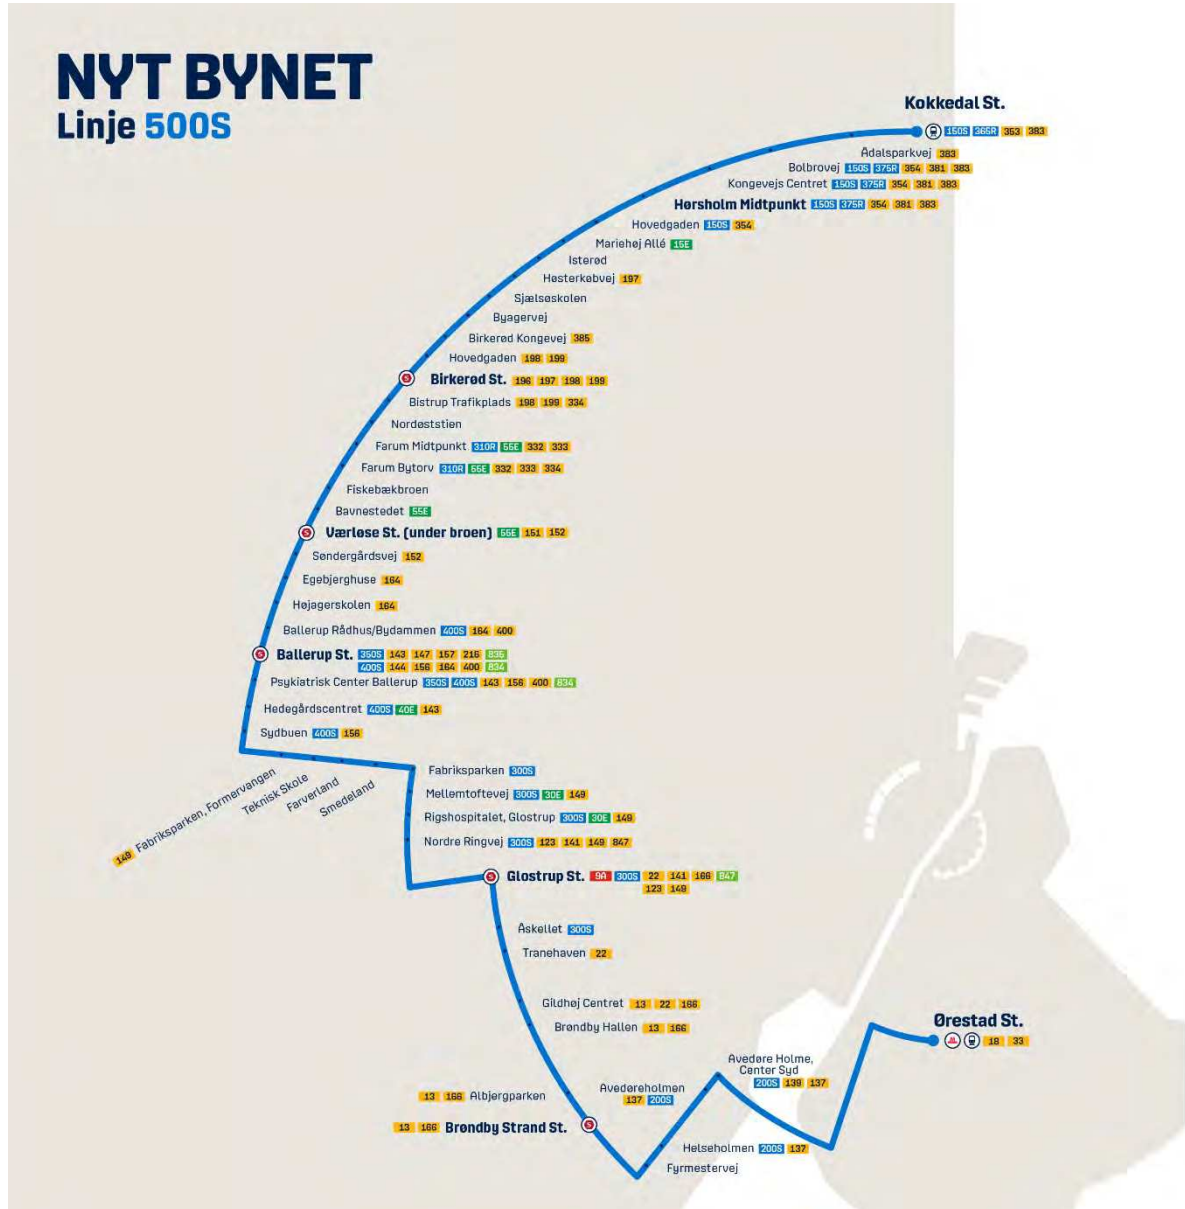 NYT BYNET
Linje 500S
Kokkedal St.
150S 365R 353 383
Ådalsparkvej 383
Bolbrovej 150S 375R 354 381 383
Kongevejs Centret 150S 375R 354 381 383
Hørsholm Midtpunkt 150S 375R 354 381 383
Hovedgaden 150S 354
Mariehøj Allé 15E
Isterød
Høsterkøbvej 197
Sjælsøskolen
Byagervej
Birkerød Kongevej 385
Hovedgaden 198 199
S Birkerød St. 196 197 198 199
Bistrup Trafikplads 198 199 334
Nordøststien
Farum Midtpunkt 310R 55E 332 333
Farum Bytorv 310R 55E 332 333 334
Fiskebækbroen
Bavnestedet 55E
S Værløse St. (under broen) 55E 151 152
Søndergårdsvej 152
Egebjerghuse 164
Højagerskolen 164
Ballerup Rådhus/Bydammen 400S 164 400
S Ballerup St. 350S 143 147 157 216 835
400S 144 156 164 400 834
Psykiatrisk Center Ballerup 350S 400S 143 156 400 834
Hedegårdscentret 400S 40E 143
Sydbuen 400S 156
149 Fabriksparken, Formervangen
Teknisk Skole
Farverland
Smedeland
Fabriksparken 300S
Mellemtoftevej 300S 30E 149
Rigshospitalet, Glostrup 300S 30E 149
Nordre Ringvej 300S 123 141 149 847
S Glostrup St. 9A 300S 22 141 166 847
123 149
Åskellet 300S
Tranehaven 22
Gildhøj Centret 13 22 166
Brøndby Hallen 13 166
13 166 Albjergparken
13 166 Brøndby Strand St. S
Fyrmestervej
Helseholmen 200S 137
Avedøreholmen
137 200S
Avedøre Holme,
Center Syd
200S 139 137
Ørestad St.
18 33